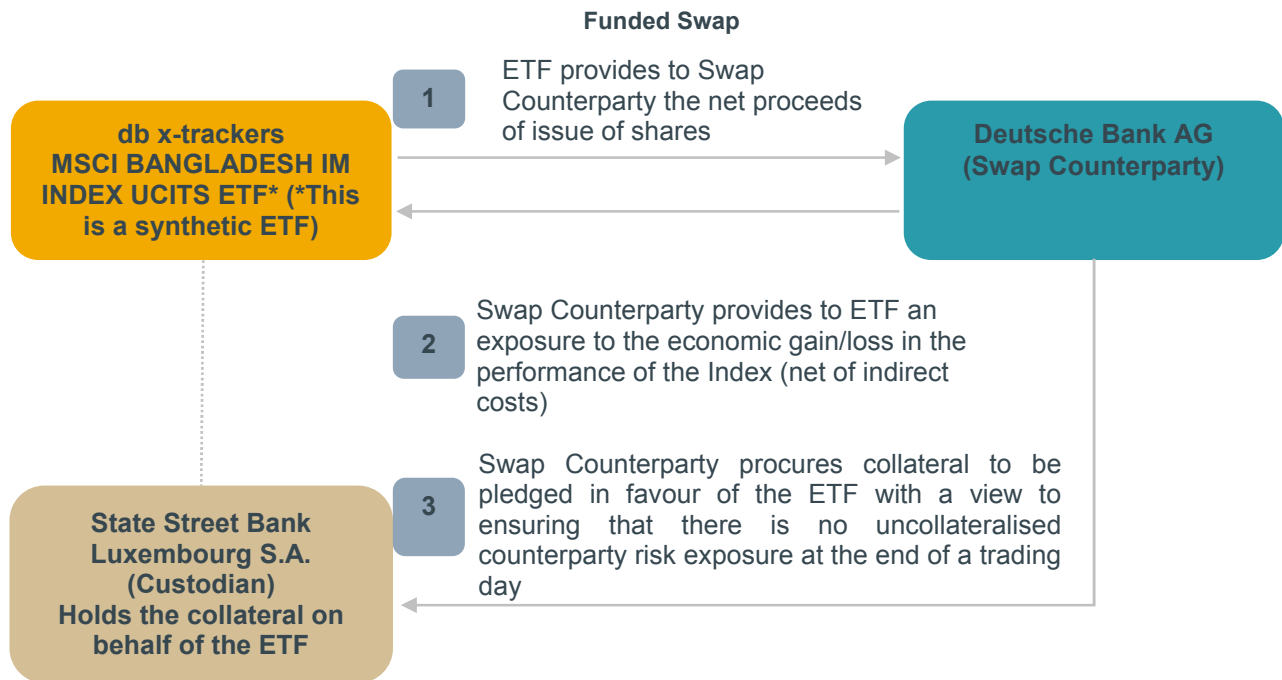 Funded Swap
1
ETF provides to Swap
Counterparty the net proceeds
of issue of shares
db x-trackers
MSCI BANGLADESH IM
INDEX UCITS ETF* (*This
is a synthetic ETF)
Deutsche Bank AG
(Swap Counterparty)
2
Swap Counterparty provides to ETF an
exposure to the economic gain/loss in the
performance of the Index (net of indirect
costs)
3
Swap Counterparty procures collateral to be
pledged in favour of the ETF with a view to
ensuring that there is no uncollateralised
counterparty risk exposure at the end of a trading
day
State Street Bank
Luxembourg S.A.
(Custodian)
Holds the collateral on
behalf of the ETF